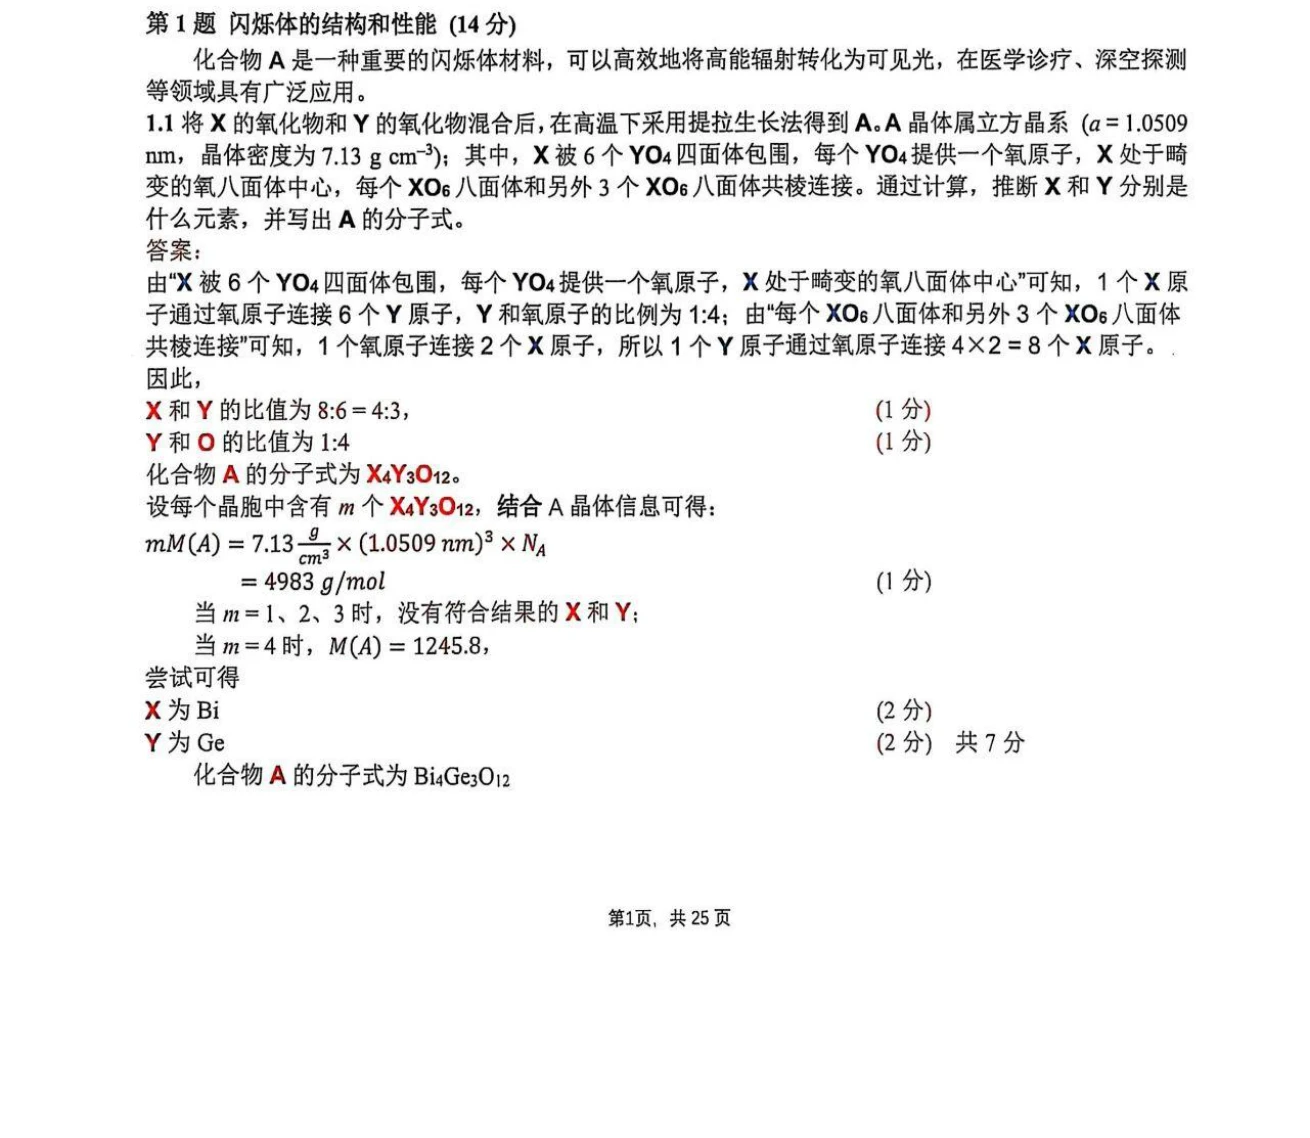 第 1 题 闪烁体的结构和性能 (14 分)
化合物 A 是一种重要的闪烁体材料，可以高效地将高能辐射转化为可见光，在医学诊疗、深空探测
等领域具有广泛应用。
1.1 将 X 的氧化物和 Y 的氧化物混合后，在高温下采用提拉生长法得到 A。A 晶体属立方晶系 (a = 1.0509
nm，晶体密度为 7.13 g cm⁻³)；其中，X 被 6 个 YO₄ 四面体包围，每个 YO₄ 提供一个氧原子，X 处于畸
变的氧八面体中心，每个 XO₆ 八面体和另外 3 个 XO₆ 八面体共棱连接。通过计算，推断 X 和 Y 分别是
什么元素，并写出 A 的分子式。
答案：
由“X 被 6 个 YO₄ 四面体包围，每个 YO₄ 提供一个氧原子，X 处于畸变的氧八面体中心”可知，1 个 X 原
子通过氧原子连接 6 个 Y 原子，Y 和氧原子的比例为 1:4；由“每个 XO₆ 八面体和另外 3 个 XO₆ 八面体
共棱连接”可知，1 个氧原子连接 2 个 X 原子，所以 1 个 Y 原子通过氧原子连接 4×2 = 8 个 X 原子。
因此，
X 和 Y 的比值为 8:6 = 4:3， (1 分)
Y 和 O 的比值为 1:4 (1 分)
化合物 A 的分子式为 X₄Y₃O₁₂。
设每个晶胞中含有 m 个 X₄Y₃O₁₂，结合 A 晶体信息可得：
mM(A) = 7.13 g/cm³ × (1.0509 nm)³ × N_A
= 4983 g/mol (1 分)
当 m = 1、2、3 时，没有符合结果的 X 和 Y；
当 m = 4 时，M(A) = 1245.8，
尝试可得
X 为 Bi (2 分)
Y 为 Ge (2 分) 共 7 分
化合物 A 的分子式为 Bi₄Ge₃O₁₂
第1页，共 25 页